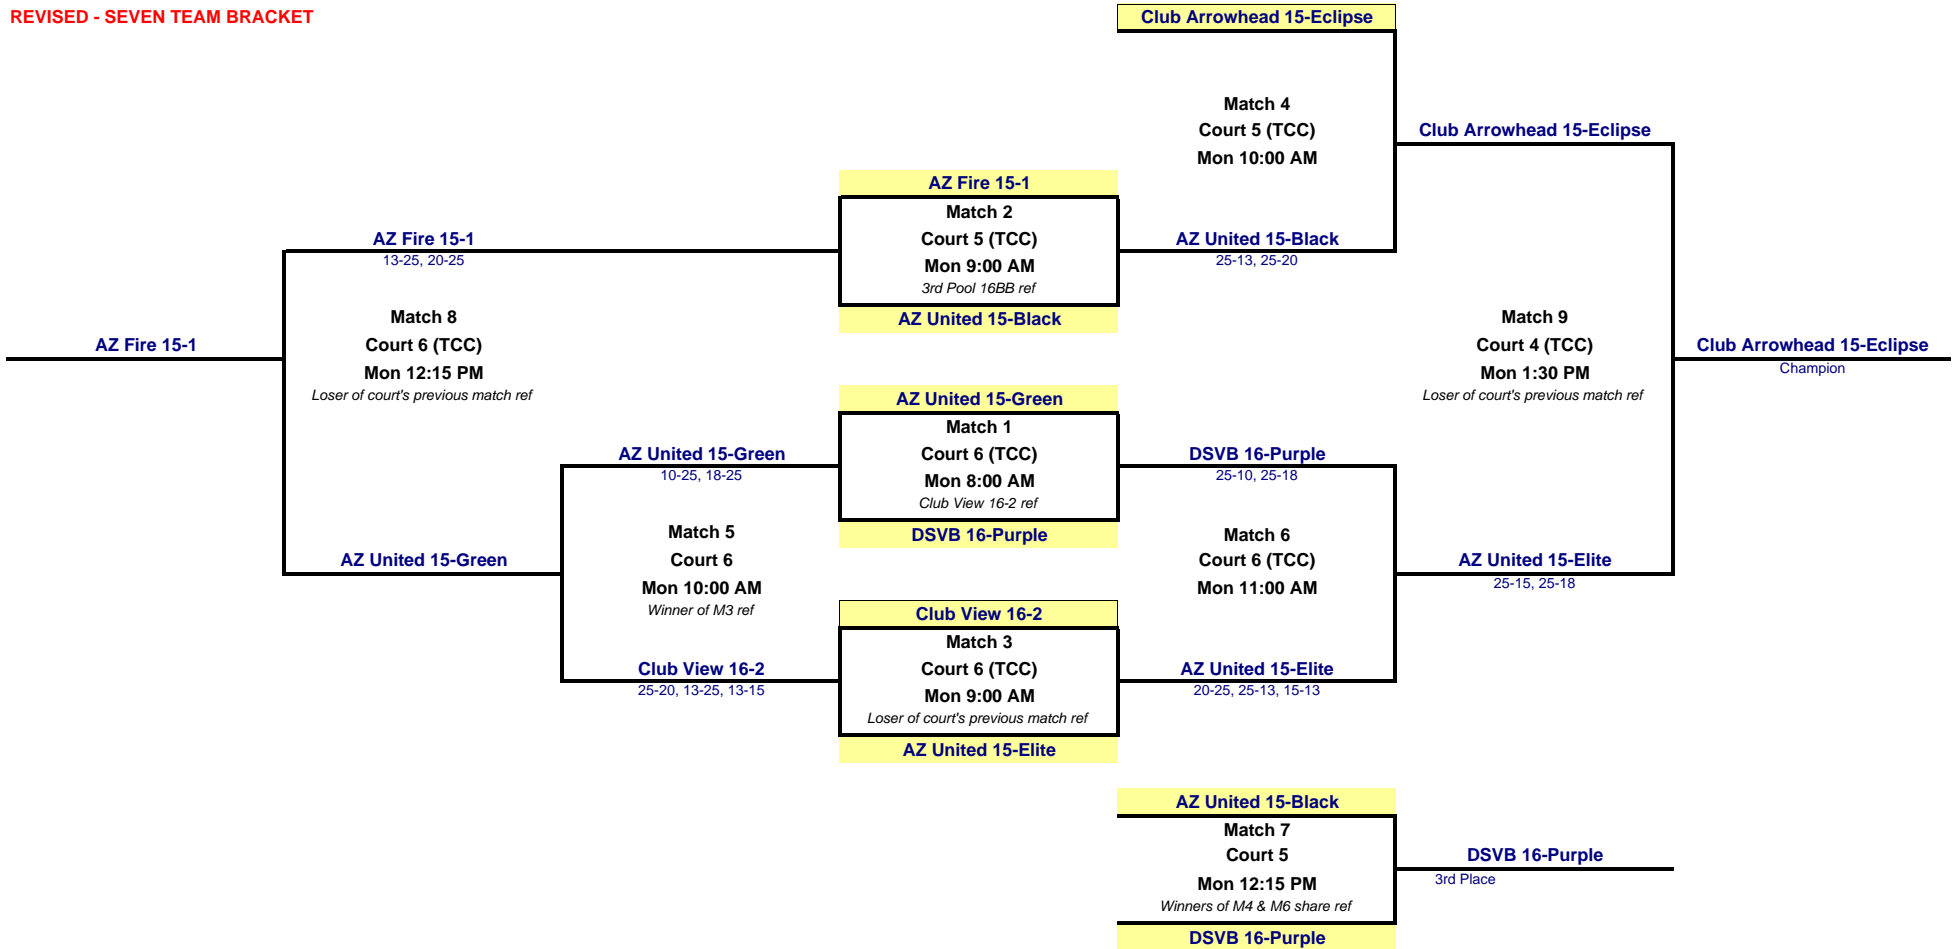 REVISED - SEVEN TEAM BRACKET
Club Arrowhead 15-Eclipse
Match 4
Court 5 (TCC)
Mon 10:00 AM
Club Arrowhead 15-Eclipse
AZ Fire 15-1
Match 2
Court 5 (TCC)
Mon 9:00 AM
3rd Pool 16BB ref
AZ United 15-Black
AZ Fire 15-1
13-25, 20-25
AZ United 15-Black
25-13, 25-20
Match 8
Court 6 (TCC)
Mon 12:15 PM
Loser of court's previous match ref
AZ Fire 15-1
Match 9
Court 4 (TCC)
Mon 1:30 PM
Loser of court's previous match ref
Club Arrowhead 15-Eclipse
Champion
AZ United 15-Green
Match 1
Court 6 (TCC)
Mon 8:00 AM
Club View 16-2 ref
DSVB 16-Purple
AZ United 15-Green
10-25, 18-25
DSVB 16-Purple
25-10, 25-18
Match 5
Court 6
Mon 10:00 AM
Winner of M3 ref
AZ United 15-Green
Match 6
Court 6 (TCC)
Mon 11:00 AM
AZ United 15-Elite
25-15, 25-18
Club View 16-2
Match 3
Court 6 (TCC)
Mon 9:00 AM
Loser of court's previous match ref
AZ United 15-Elite
Club View 16-2
25-20, 13-25, 13-15
AZ United 15-Elite
20-25, 25-13, 15-13
AZ United 15-Black
Match 7
Court 5
Mon 12:15 PM
Winners of M4 & M6 share ref
DSVB 16-Purple
DSVB 16-Purple
3rd Place